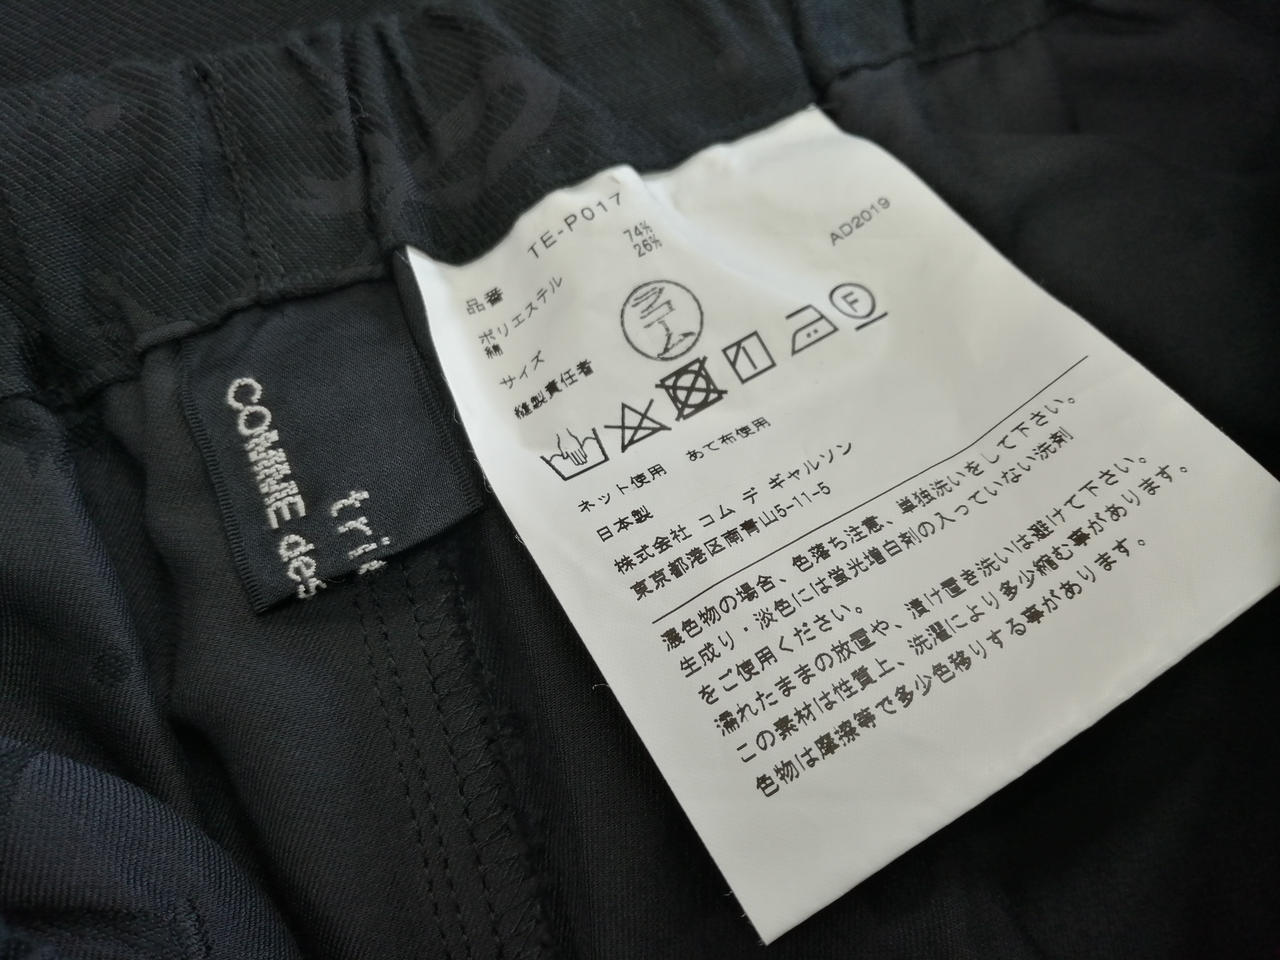 COMME des
tri
品番 TE-P017
AD2019
ポリエステル 74%
綿 26%
サイズ
縫製責任者
1
F
ネット使用 あて布使用
日本製
株式会社 コム デ ギャルソン
東京都港区南青山5-11-5
濃色物の場合、色落ち注意、単独洗いをして下さい。
生成り・淡色には蛍光増白剤の入っていない洗剤
をご使用ください。
濡れたままの放置や、漬け置き洗いは避けて下さい。
この素材は性質上、洗濯により多少縮む事があります。
色物は摩擦等で多少色移りする事があります。